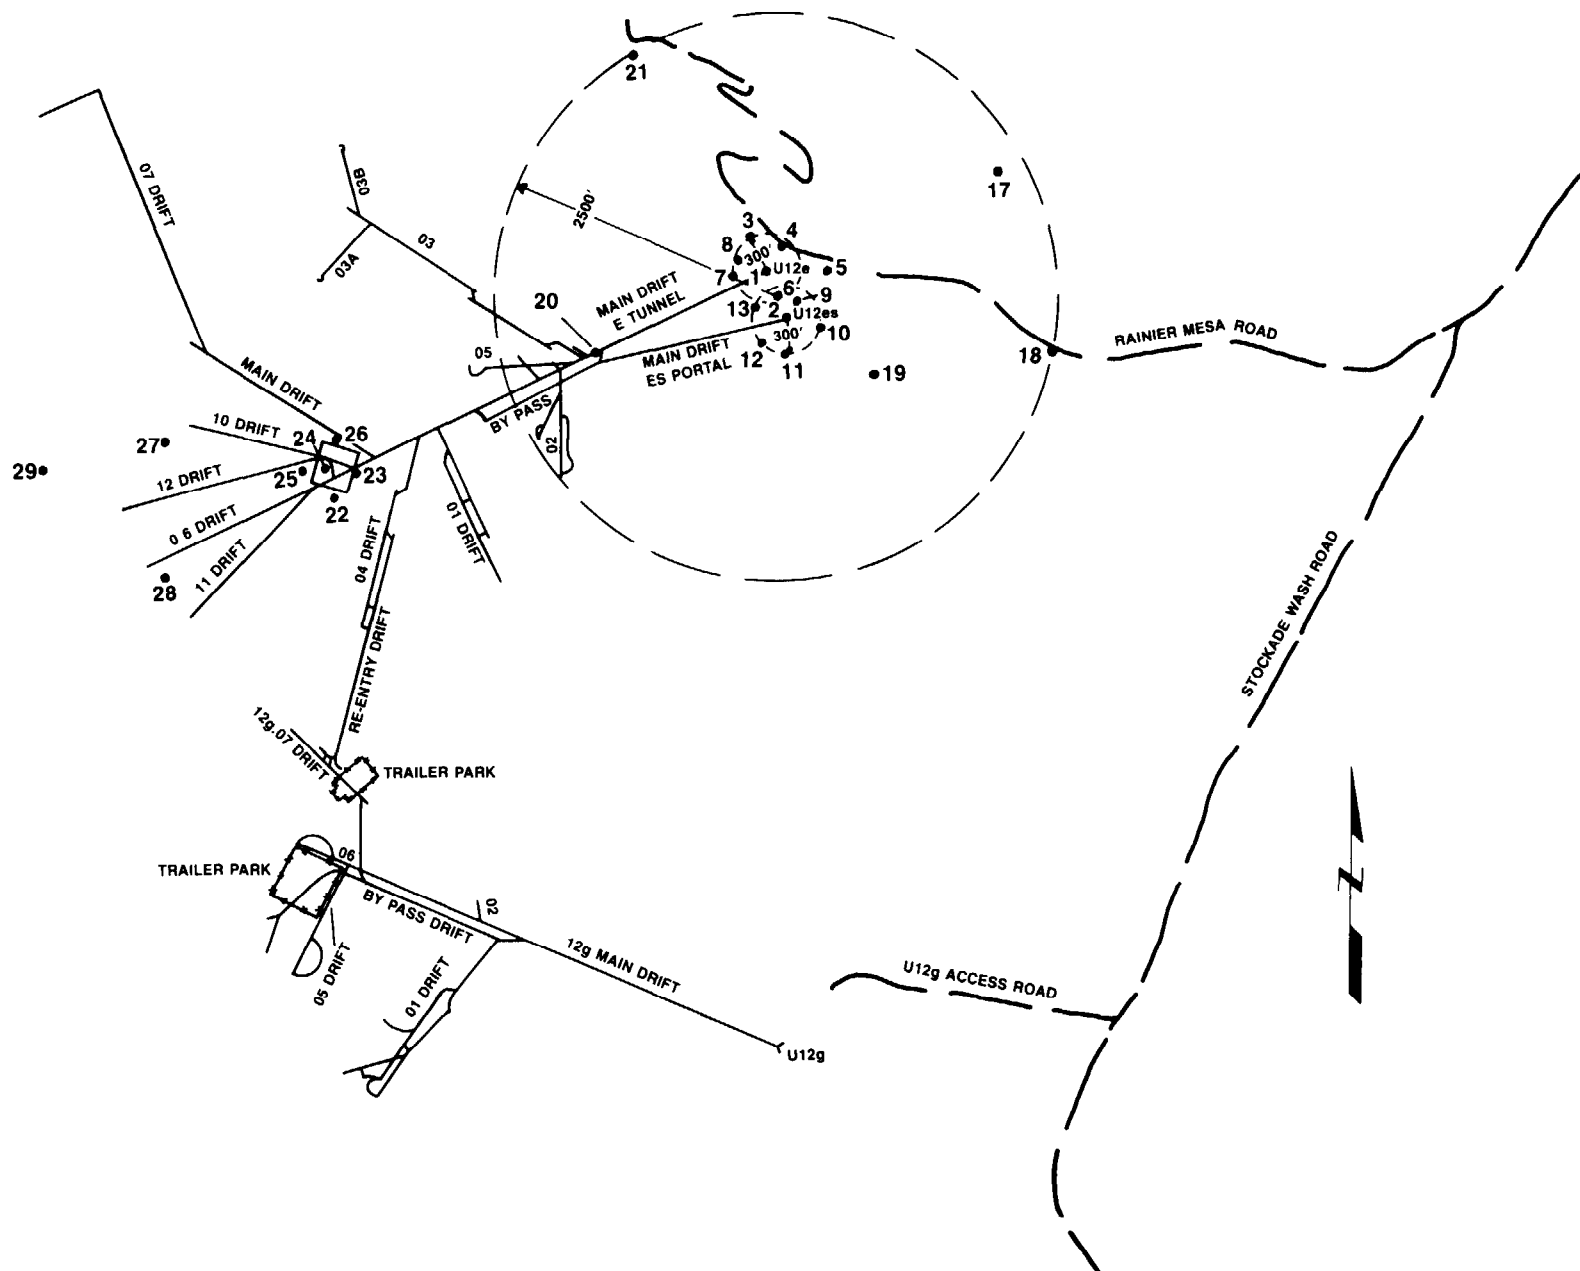 21
17
07 DRIFT
03B
2500'
3
4
03
8
300'
03A
U12e
5
7
1
20
MAIN DRIFT
E TUNNEL
6
9
13
2
U12es
10
RAINIER MESA ROAD
300'
05
MAIN DRIFT
ES PORTAL
12
11
18
19
MAIN DRIFT
BY PASS
10 DRIFT
24
26
02
27
29
12 DRIFT
25
23
22
0 6 DRIFT
01 DRIFT
04 DRIFT
11 DRIFT
28
STOCKADE WASH ROAD
RE-ENTRY DRIFT
12g.07 DRIFT
TRAILER PARK
06
TRAILER PARK
N
BY PASS DRIFT
02
12g MAIN DRIFT
05 DRIFT
01 DRIFT
U12g ACCESS ROAD
U12g